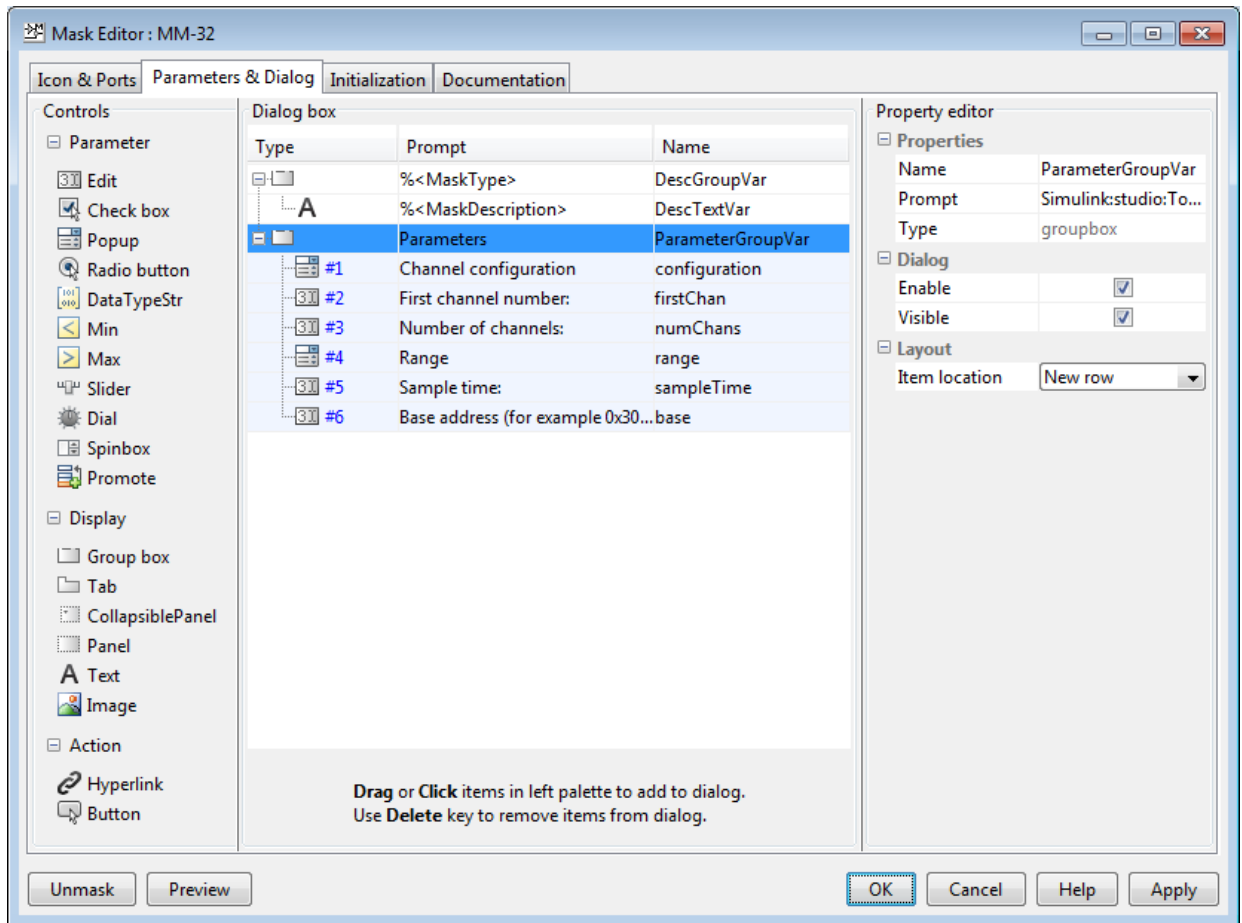 Mask Editor : MM-32
Icon & Ports Parameters & Dialog Initialization Documentation
Controls
Parameter
Edit
Check box
Popup
Radio button
DataTypeStr
Min
Max
Slider
Dial
Spinbox
Promote
Display
Group box
Tab
CollapsiblePanel
Panel
A Text
Image
Action
Hyperlink
Button
Dialog box
Type Prompt Name
%<MaskType> DescGroupVar
A %<MaskDescription> DescTextVar
Parameters ParameterGroupVar
#1 Channel configuration configuration
#2 First channel number: firstChan
#3 Number of channels: numChans
#4 Range range
#5 Sample time: sampleTime
#6 Base address (for example 0x30... base
Drag or Click items in left palette to add to dialog.
Use Delete key to remove items from dialog.
Property editor
Properties
Name ParameterGroupVar
Prompt Simulink:studio:To...
Type groupbox
Dialog
Enable
Visible
Layout
Item location New row
Unmask Preview OK Cancel Help Apply